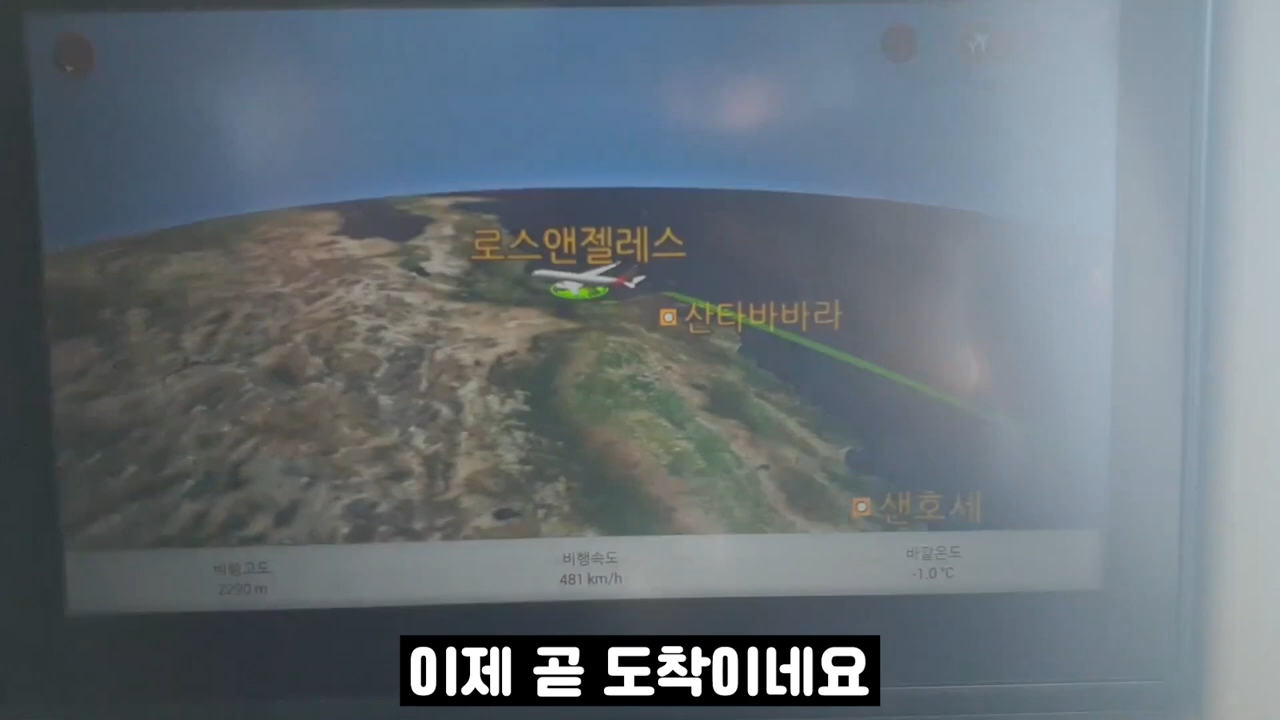 로스앤젤레스
산타바바라
샌호세
비행고도
2290 m
비행속도
481 km/h
바깥온도
-1.0 °C
이제 곧 도착이네요